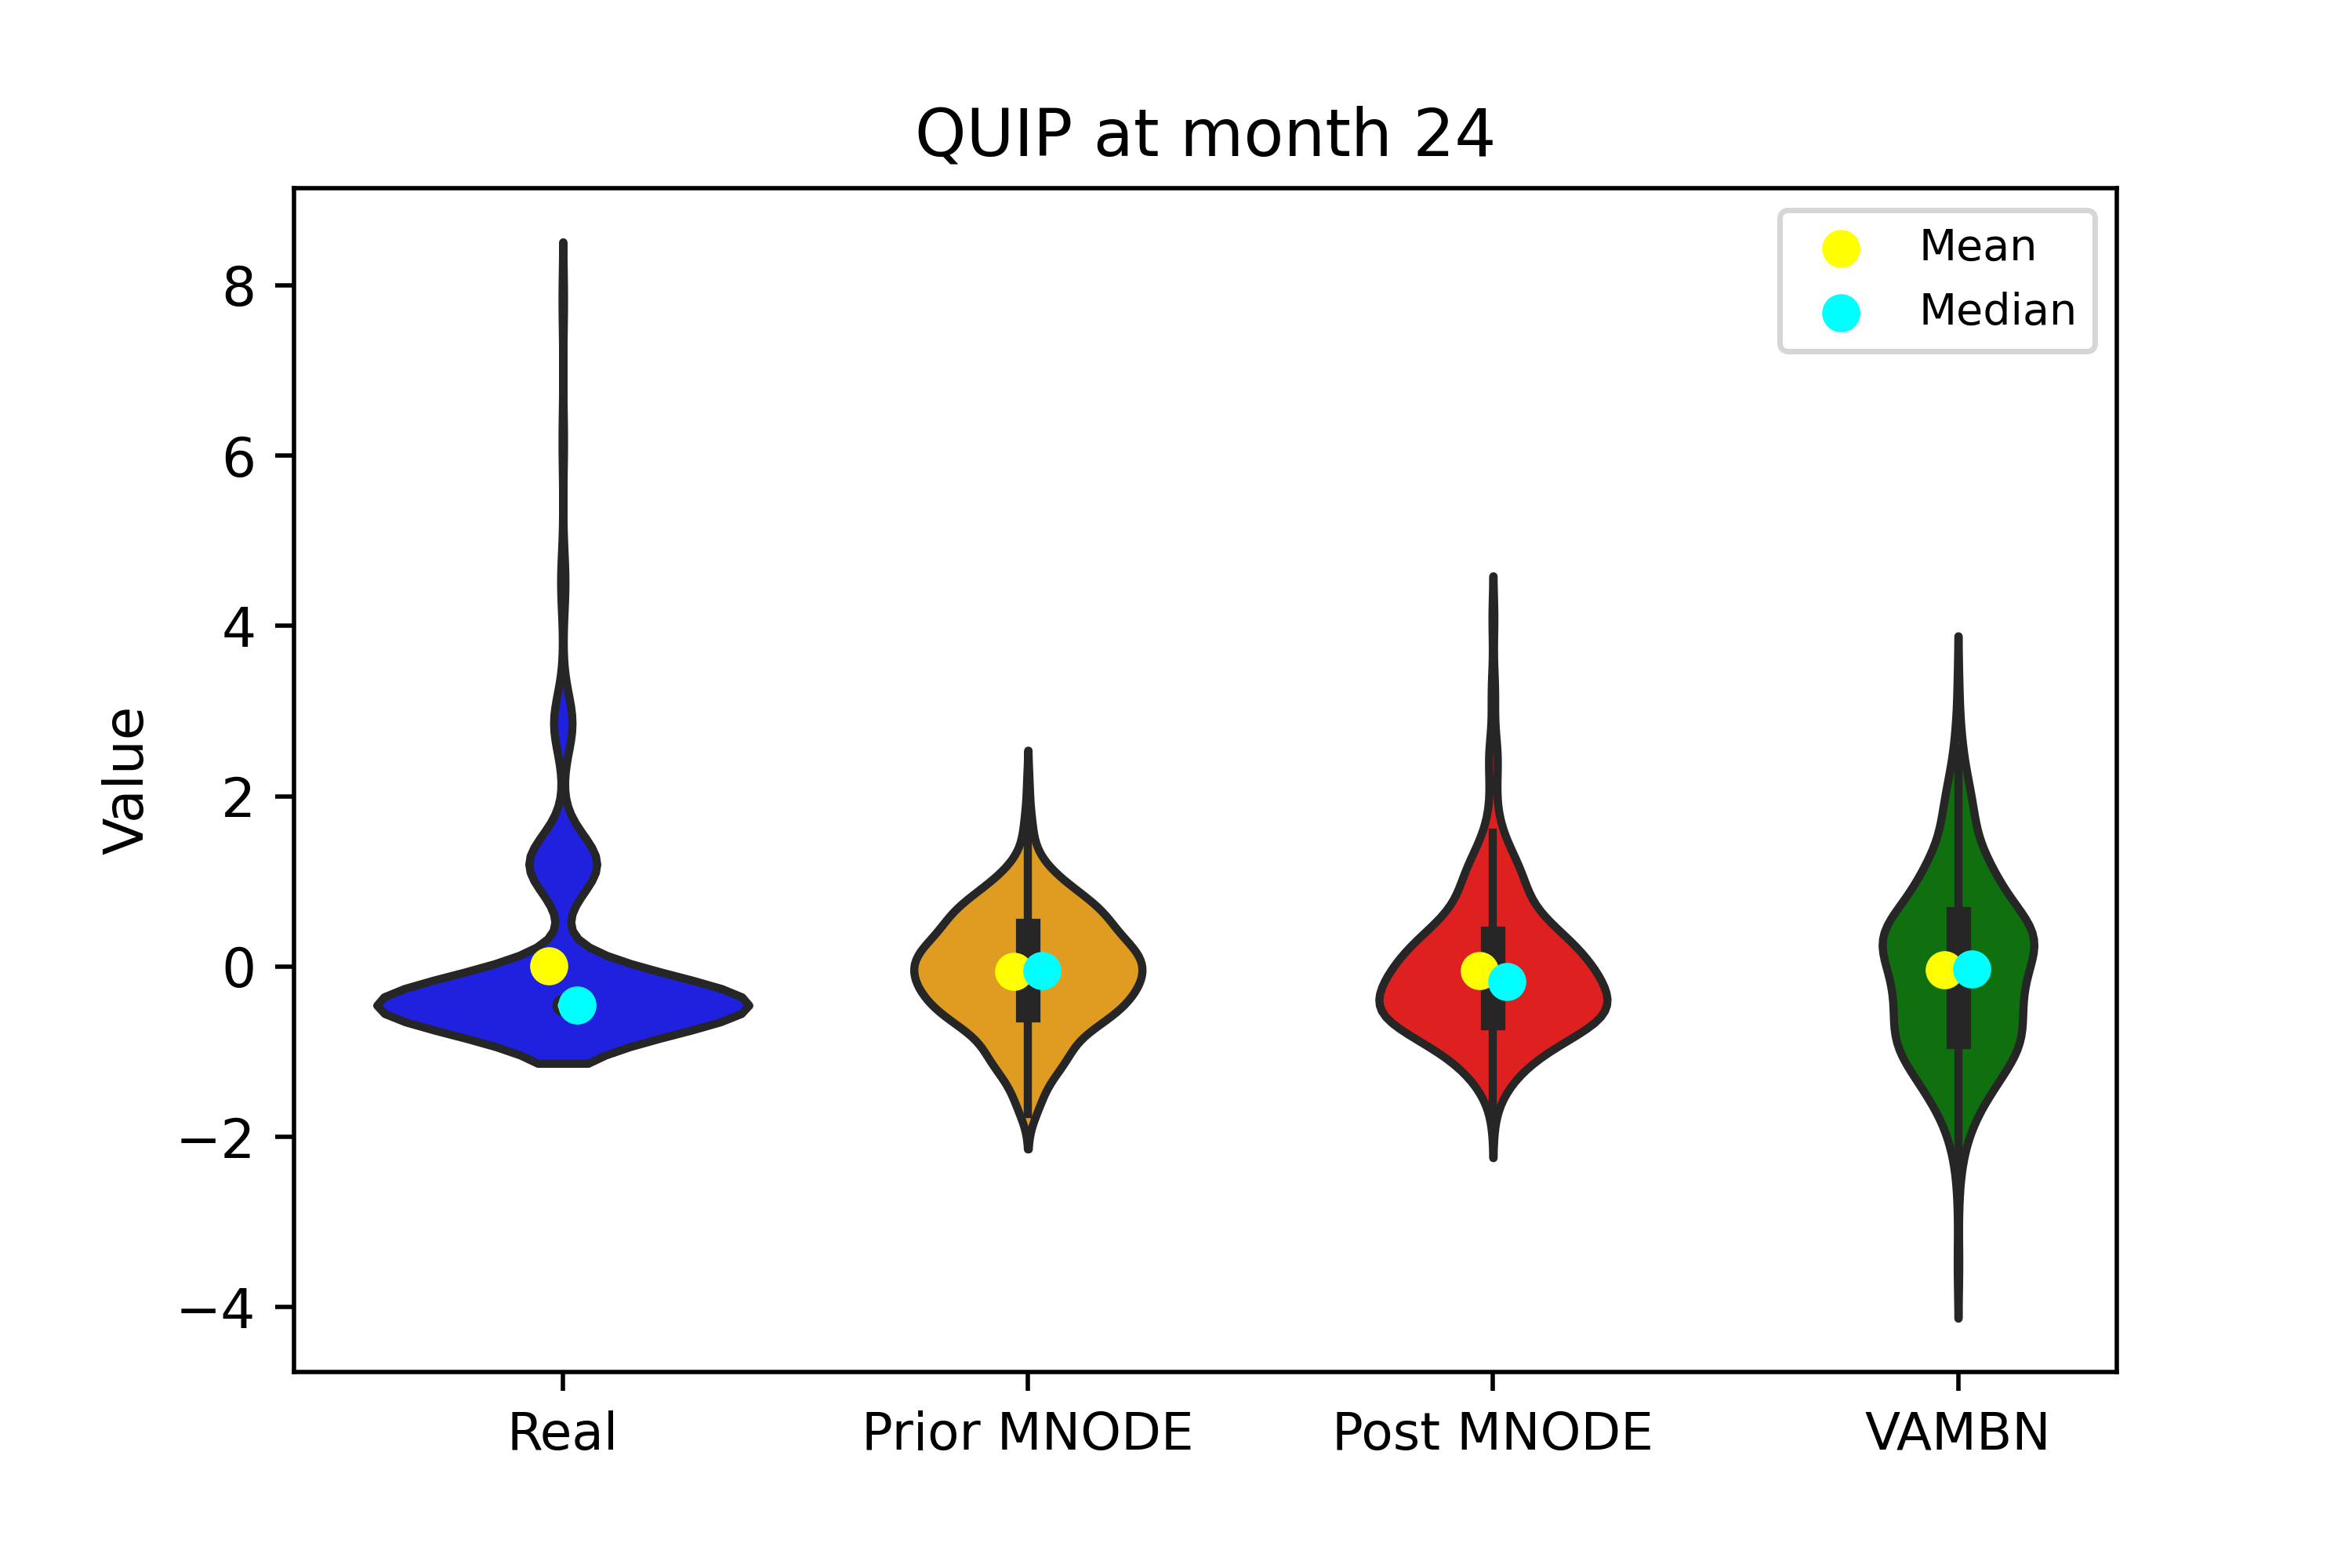 QUIP at month 24
Mean
Median
8
6
4
2
0
−2
−4
Value
Real
Prior MNODE
Post MNODE
VAMBN